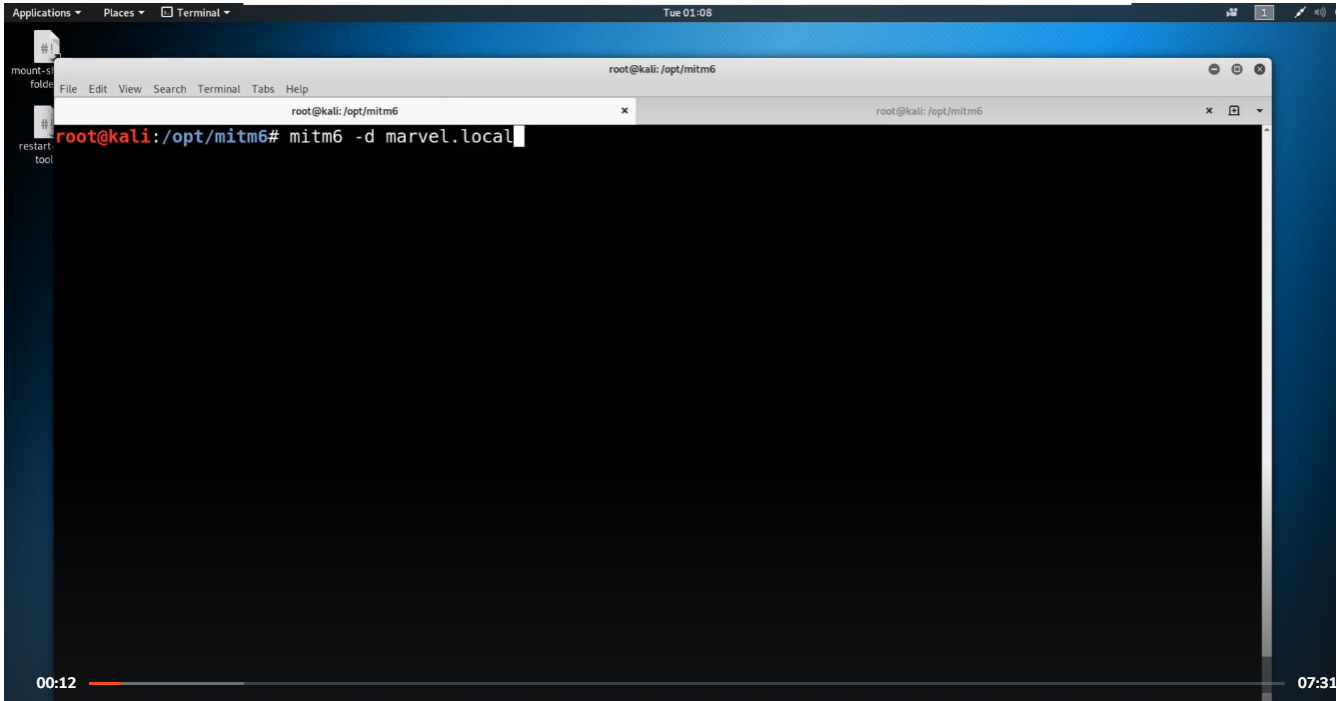 Applications Places Terminal Tue 01:08 1
#!
mount-s
folde
root@kali: /opt/mitm6
File Edit View Search Terminal Tabs Help
root@kali: /opt/mitm6 root@kali: /opt/mitm6
#!
restart-
tool
root@kali:/opt/mitm6# mitm6 -d marvel.local
00:12 07:31